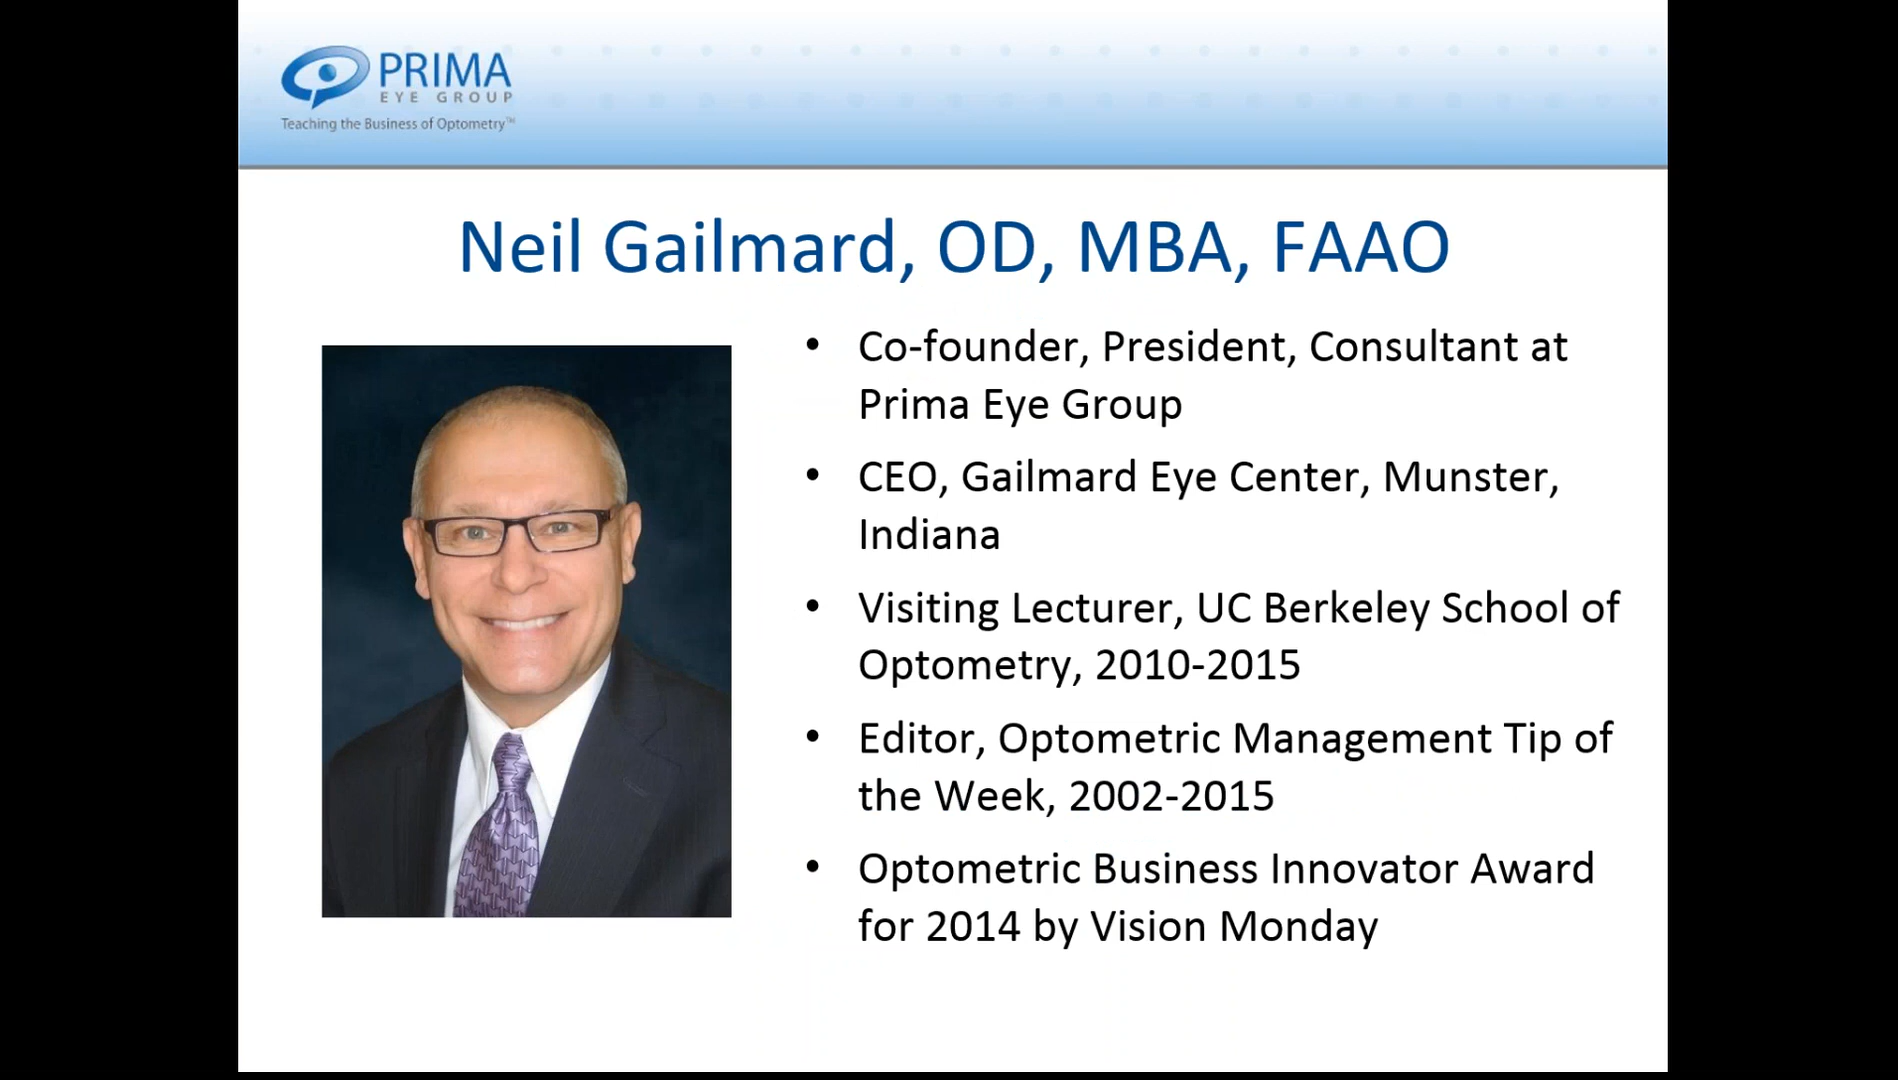 PRIMA
EYE GROUP
Teaching the Business of Optometry™
Neil Gailmard, OD, MBA, FAAO
• Co-founder, President, Consultant at
Prima Eye Group
• CEO, Gailmard Eye Center, Munster,
Indiana
• Visiting Lecturer, UC Berkeley School of
Optometry, 2010-2015
• Editor, Optometric Management Tip of
the Week, 2002-2015
• Optometric Business Innovator Award
for 2014 by Vision Monday